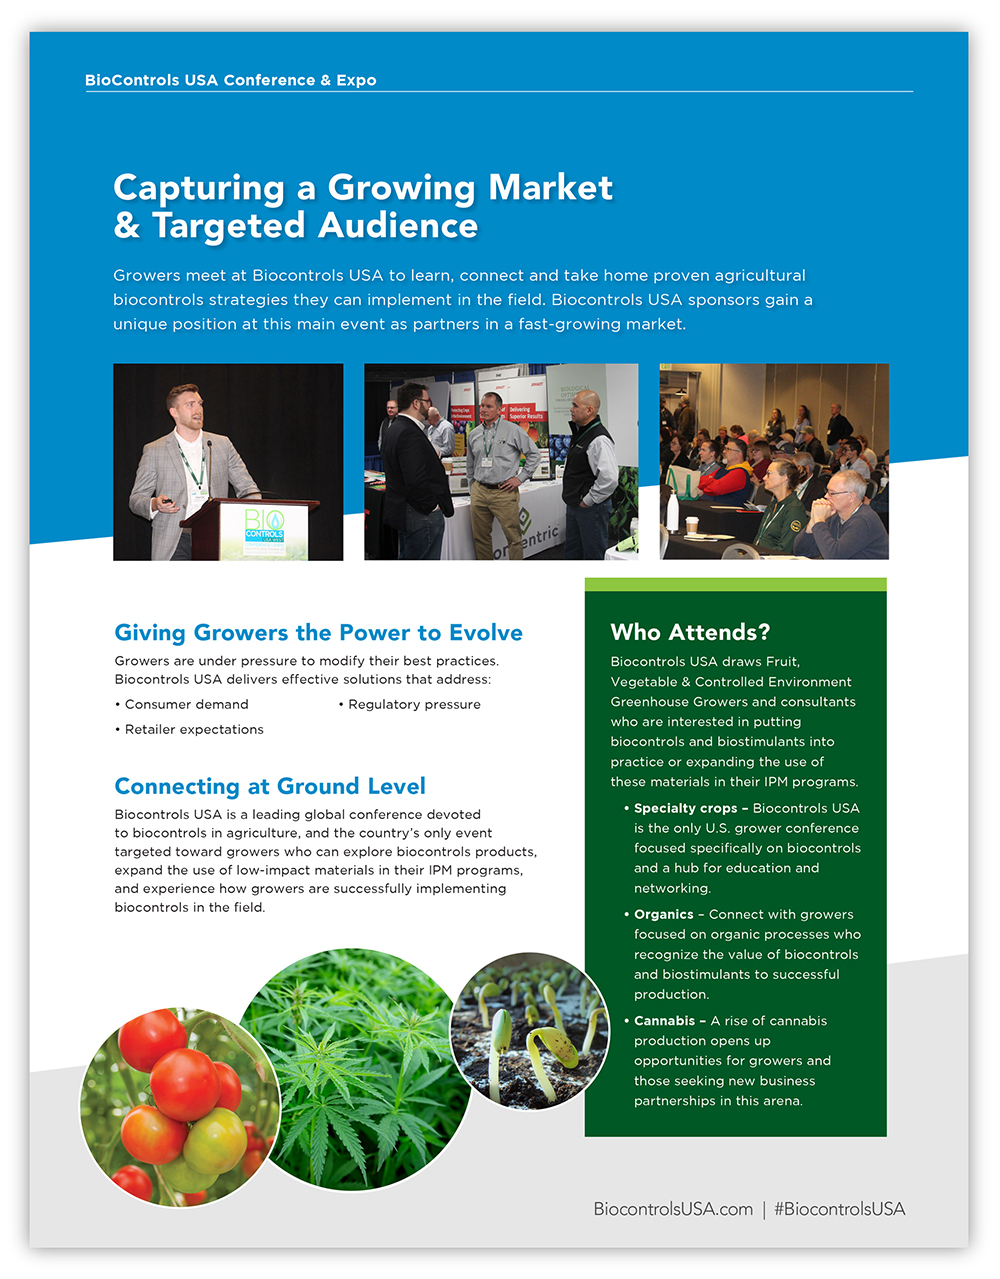 BioControls USA Conference & Expo
Capturing a Growing Market
& Targeted Audience
Growers meet at Biocontrols USA to learn, connect and take home proven agricultural
biocontrols strategies they can implement in the field. Biocontrols USA sponsors gain a
unique position at this main event as partners in a fast-growing market.
BIO
CONTROLS
USA WEST
Delivering
Superior Results
BIOLOGICAL
centric
Giving Growers the Power to Evolve
Growers are under pressure to modify their best practices.
Biocontrols USA delivers effective solutions that address:
• Consumer demand • Regulatory pressure
• Retailer expectations
Connecting at Ground Level
Biocontrols USA is a leading global conference devoted
to biocontrols in agriculture, and the country's only event
targeted toward growers who can explore biocontrols products,
expand the use of low-impact materials in their IPM programs,
and experience how growers are successfully implementing
biocontrols in the field.
Who Attends?
Biocontrols USA draws Fruit,
Vegetable & Controlled Environment
Greenhouse Growers and consultants
who are interested in putting
biocontrols and biostimulants into
practice or expanding the use of
these materials in their IPM programs.
• Specialty crops – Biocontrols USA
is the only U.S. grower conference
focused specifically on biocontrols
and a hub for education and
networking.
• Organics – Connect with growers
focused on organic processes who
recognize the value of biocontrols
and biostimulants to successful
production.
• Cannabis – A rise of cannabis
production opens up
opportunities for growers and
those seeking new business
partnerships in this arena.
BiocontrolsUSA.com | #BiocontrolsUSA